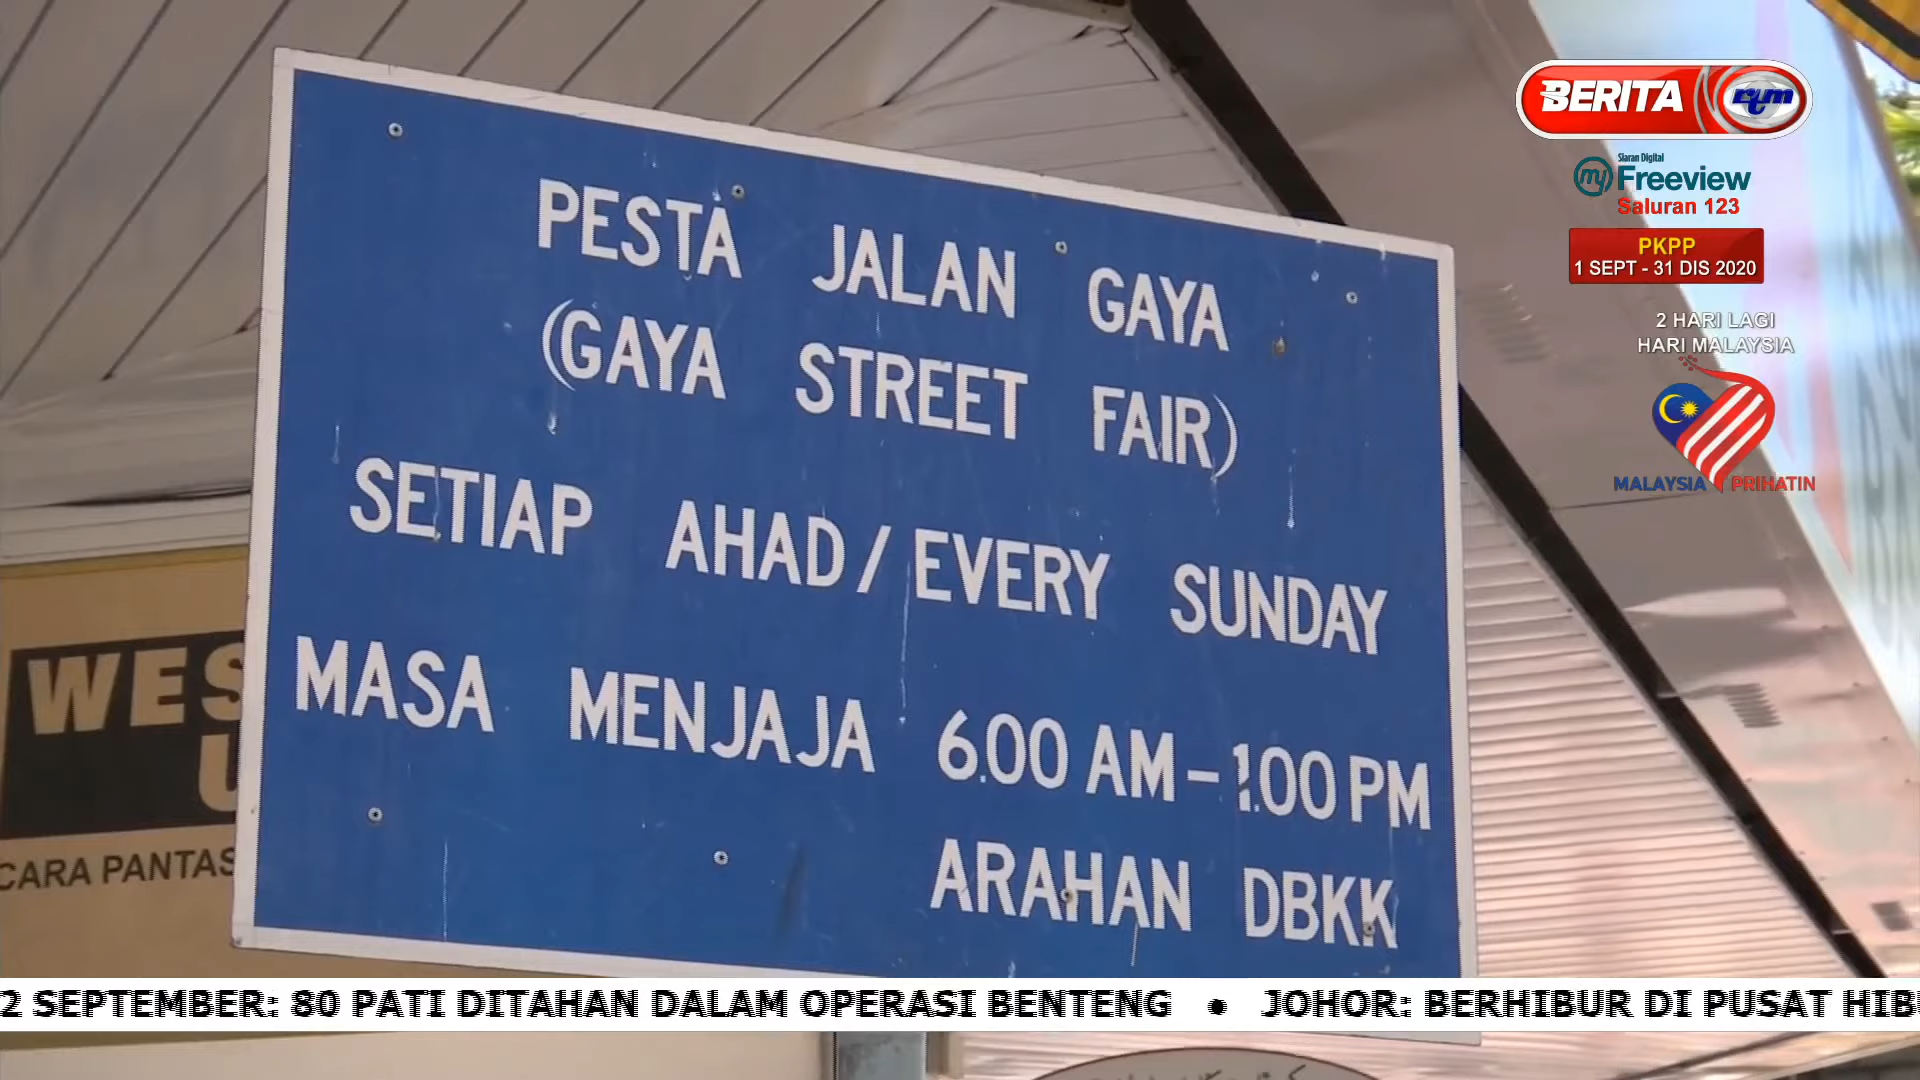 PESTA JALAN GAYA
(GAYA STREET FAIR)
SETIAP AHAD / EVERY SUNDAY
MASA MENJAJA 6.00 AM - 1.00 PM
ARAHAN DBKK
BERITA rtm
Siaran Digital
my Freeview
Saluran 123
PKPP
1 SEPT - 31 DIS 2020
2 HARI LAGI
HARI MALAYSIA
MALAYSIA PRIHATIN
WES
U
CARA PANTAS
2 SEPTEMBER: 80 PATI DITAHAN DALAM OPERASI BENTENG • JOHOR: BERHIBUR DI PUSAT HIB